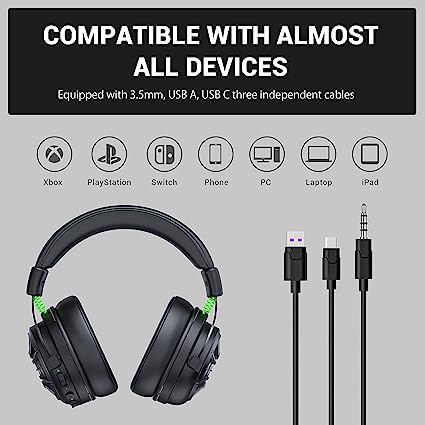 COMPATIBLE WITH ALMOST
ALL DEVICES
Equipped with 3.5mm, USB A, USB C three independent cables
Xbox PlayStation Switch Phone PC Laptop iPad